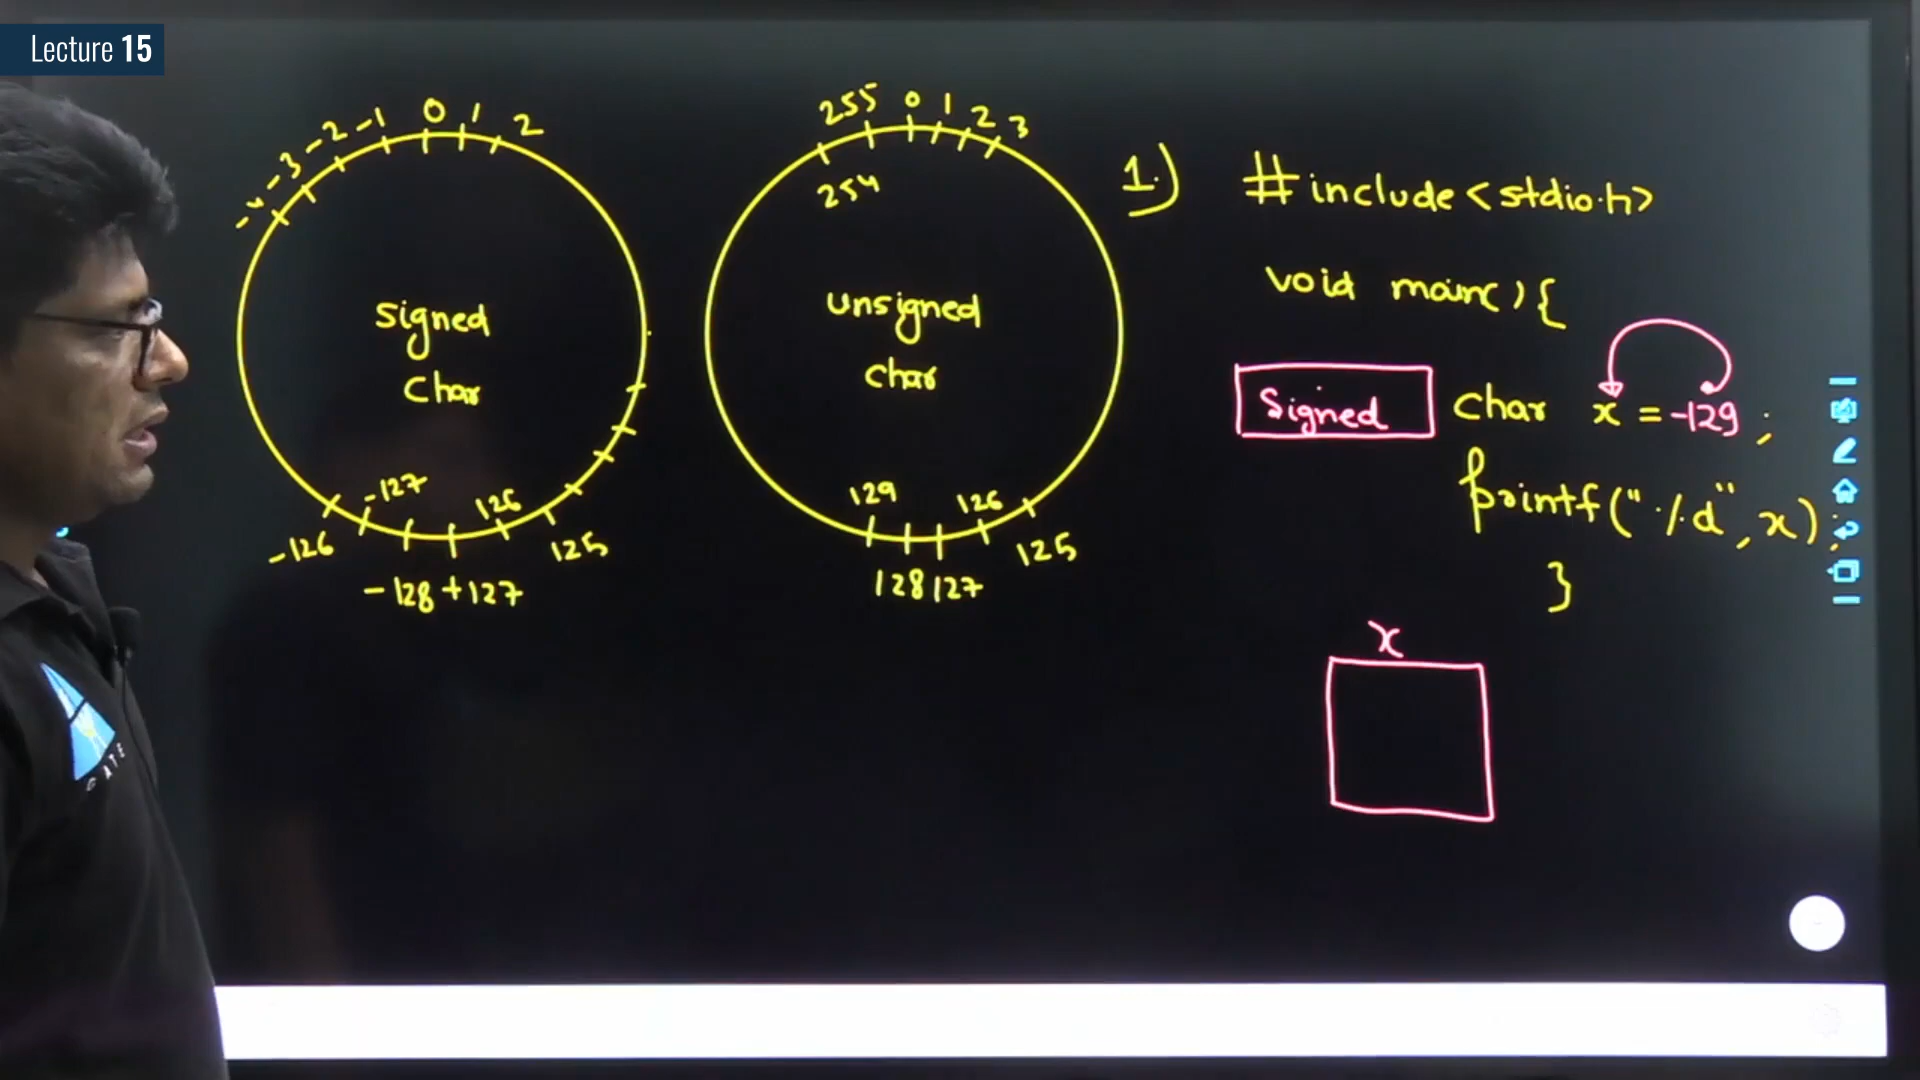 Lecture 15
-4 -3 -2 -1 0 1 2
signed
char
-126 -127 -128 +127 126 125
254 255 0 1 2 3
unsigned
char
129 128 127 126 125
1.) #include<stdio.h>
void main(){
signed char x = -129;
printf("%d", x);
}
x
GATE